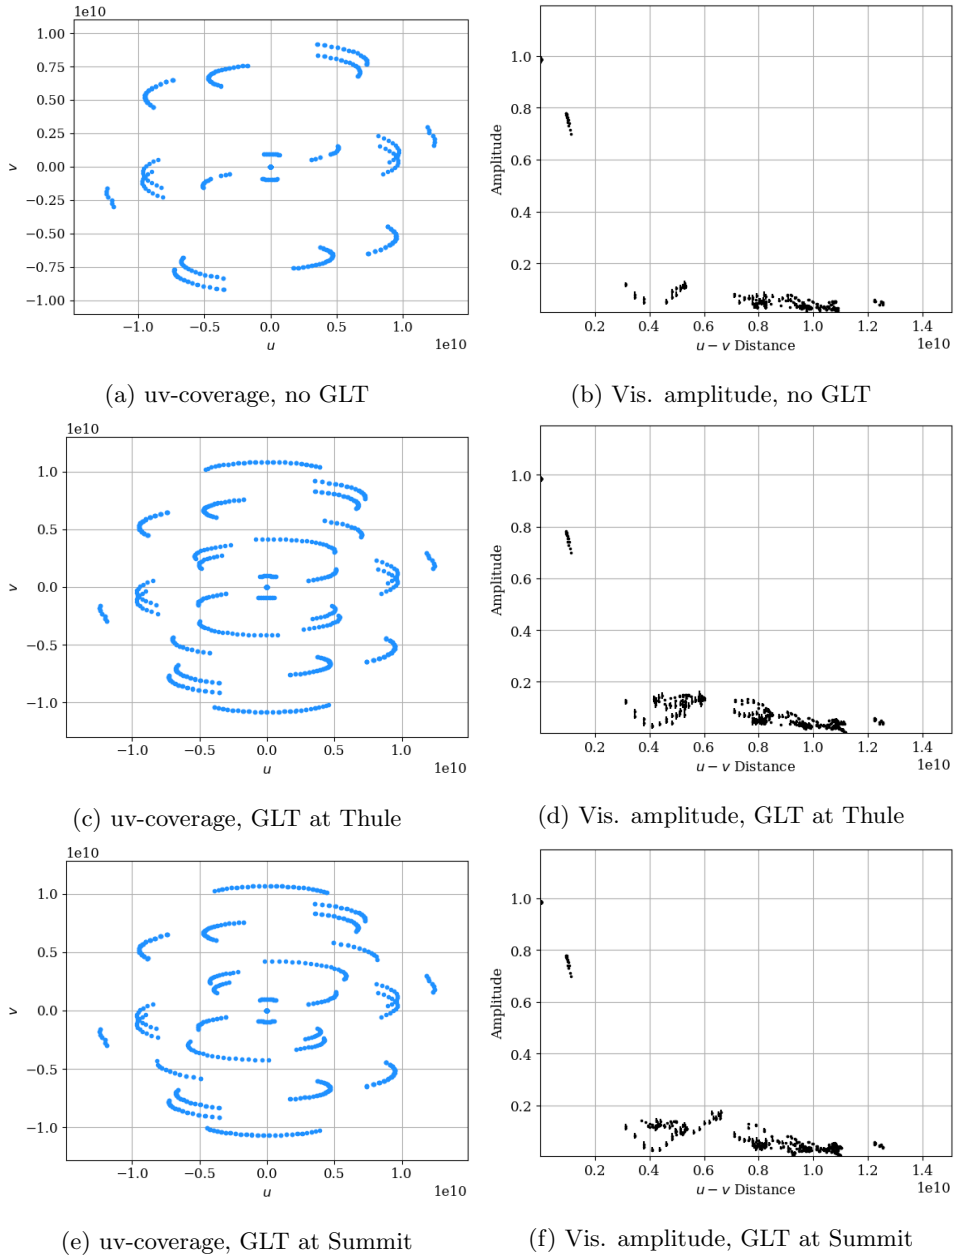 1e10
1.00
0.75
0.50
0.25
0.00
−0.25
−0.50
−0.75
−1.00
v
−1.0 −0.5 0.0 0.5 1.0
u
1e10
1.0
0.8
0.6
0.4
0.2
Amplitude
0.2 0.4 0.6 0.8 1.0 1.2 1.4
u − v Distance
1e10
(a) uv-coverage, no GLT
(b) Vis. amplitude, no GLT
1e10
1.0
0.5
0.0
−0.5
−1.0
v
−1.0 −0.5 0.0 0.5 1.0
u
1e10
1.0
0.8
0.6
0.4
0.2
Amplitude
0.2 0.4 0.6 0.8 1.0 1.2 1.4
u − v Distance
1e10
(c) uv-coverage, GLT at Thule
(d) Vis. amplitude, GLT at Thule
1e10
1.0
0.5
0.0
−0.5
−1.0
v
−1.0 −0.5 0.0 0.5 1.0
u
1e10
1.0
0.8
0.6
0.4
0.2
Amplitude
0.2 0.4 0.6 0.8 1.0 1.2 1.4
u − v Distance
1e10
(e) uv-coverage, GLT at Summit
(f) Vis. amplitude, GLT at Summit